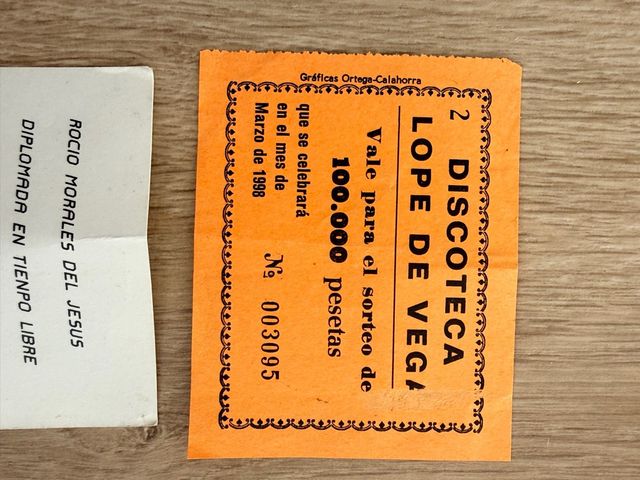 ROCIO MORALES DEL JESUS
DIPLOMADA EN TIENPO LIBRE
Gráficas Ortega-Calahorra
2 DISCOTECA
LOPE DE VEGA
Vale para el sorteo de
100.000 pesetas
que se celebrará
en el mes de
Marzo de 1998
Nº 003095